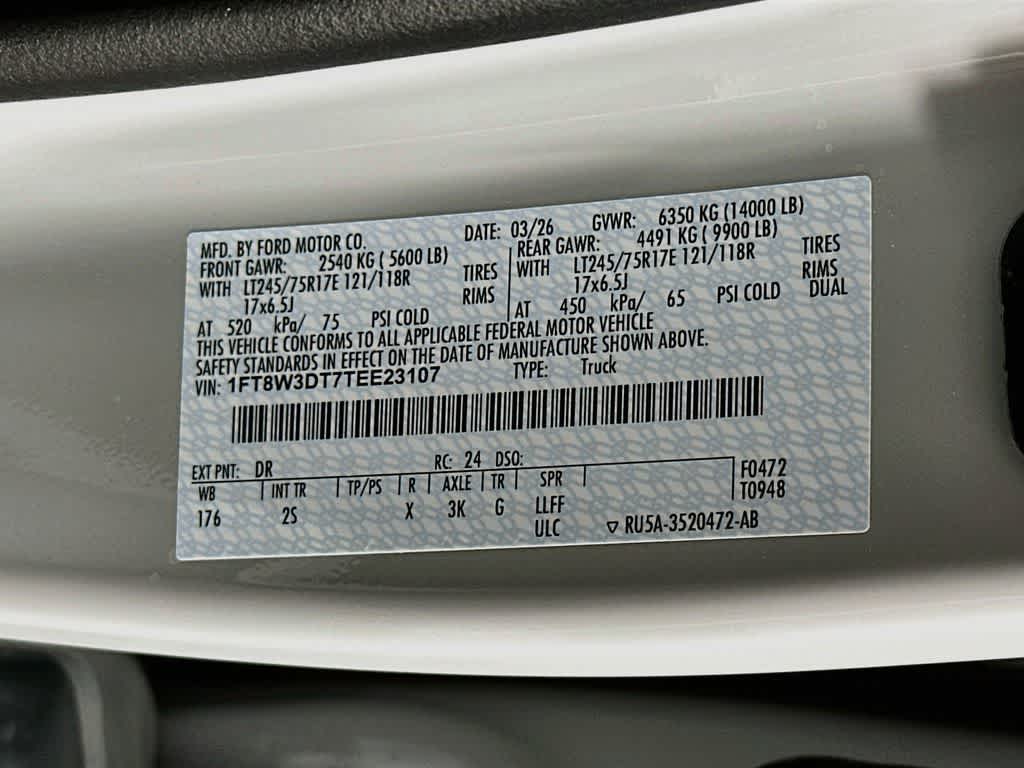 MFD. BY FORD MOTOR CO. DATE: 03/26 GVWR: 6350 KG (14000 LB)
FRONT GAWR: 2540 KG ( 5600 LB) REAR GAWR: 4491 KG ( 9900 LB)
WITH LT245/75R17E 121/118R TIRES WITH LT245/75R17E 121/118R TIRES
17x6.5J RIMS 17x6.5J RIMS
AT 520 kPa/ 75 PSI COLD AT 450 kPa/ 65 PSI COLD DUAL
THIS VEHICLE CONFORMS TO ALL APPLICABLE FEDERAL MOTOR VEHICLE
SAFETY STANDARDS IN EFFECT ON THE DATE OF MANUFACTURE SHOWN ABOVE.
VIN: 1FT8W3DT7TEE23107 TYPE: Truck
EXT PNT: DR RC: 24 DSO:
WB INT TR TP/PS R AXLE TR SPR F0472
176 2S X 3K G LLFF T0948
ULC RU5A-3520472-AB